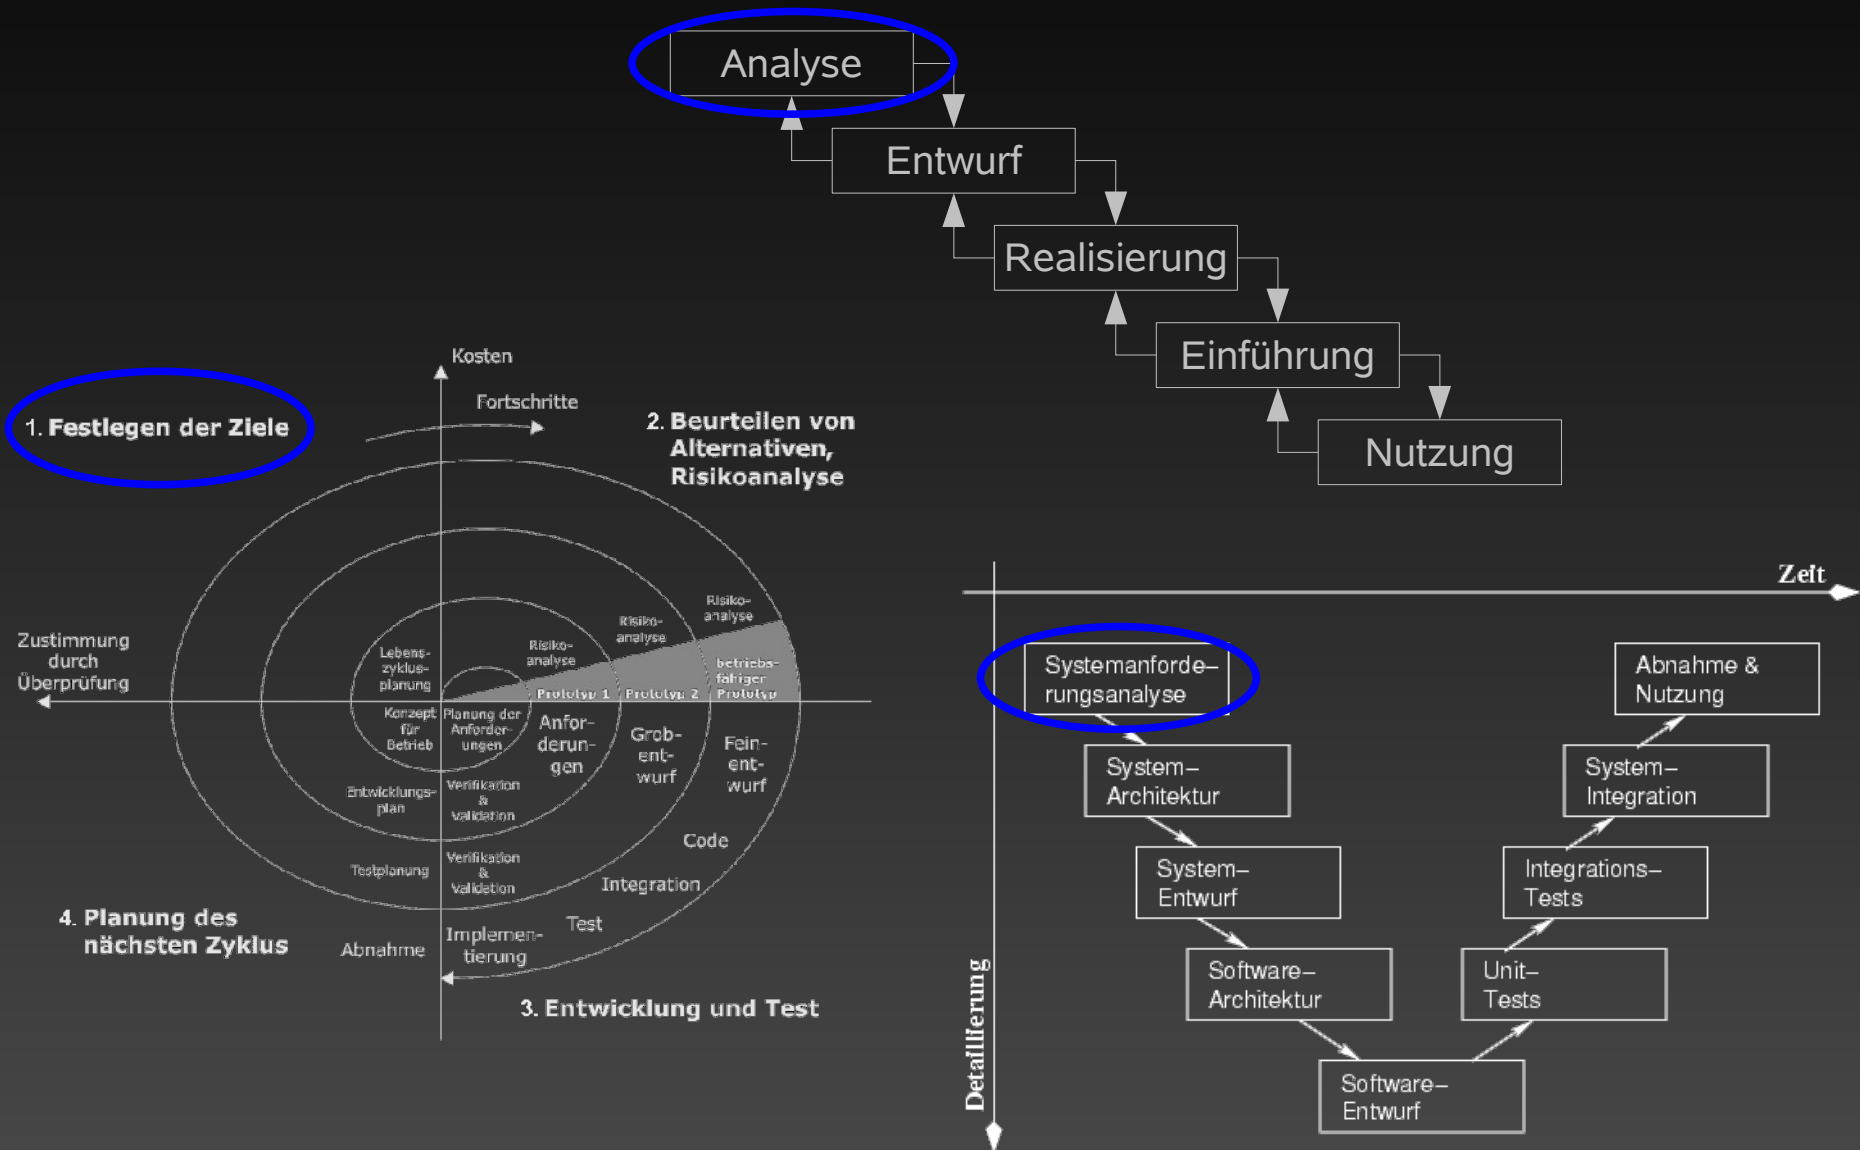 Analyse
Entwurf
Realisierung
Einführung
Nutzung
Kosten
Fortschritte
1. Festlegen der Ziele
2. Beurteilen von
Alternativen,
Risikoanalyse
Zustimmung
durch
Überprüfung
Lebens-
zyklus-
planung
Risiko-
analyse
Risiko-
analyse
Risiko-
analyse
Prototyp 1
Prototyp 2
betriebs-
fähiger
Prototyp
Konzept
für
Betrieb
Planung der
Anforder-
ungen
Anfor-
derun-
gen
Grob-
ent-
wurf
Fein-
ent-
wurf
Entwicklungs-
plan
Verifikation
&
Validation
Code
Testplanung
Verifikation
&
Validation
Integration
Test
Abnahme
Implemen-
tierung
4. Planung des
nächsten Zyklus
3. Entwicklung und Test
Zeit
Detaillierung
Systemanforde–
rungsanalyse
System–
Architektur
System–
Entwurf
Software–
Architektur
Software–
Entwurf
Unit–
Tests
Integrations–
Tests
System–
Integration
Abnahme &
Nutzung